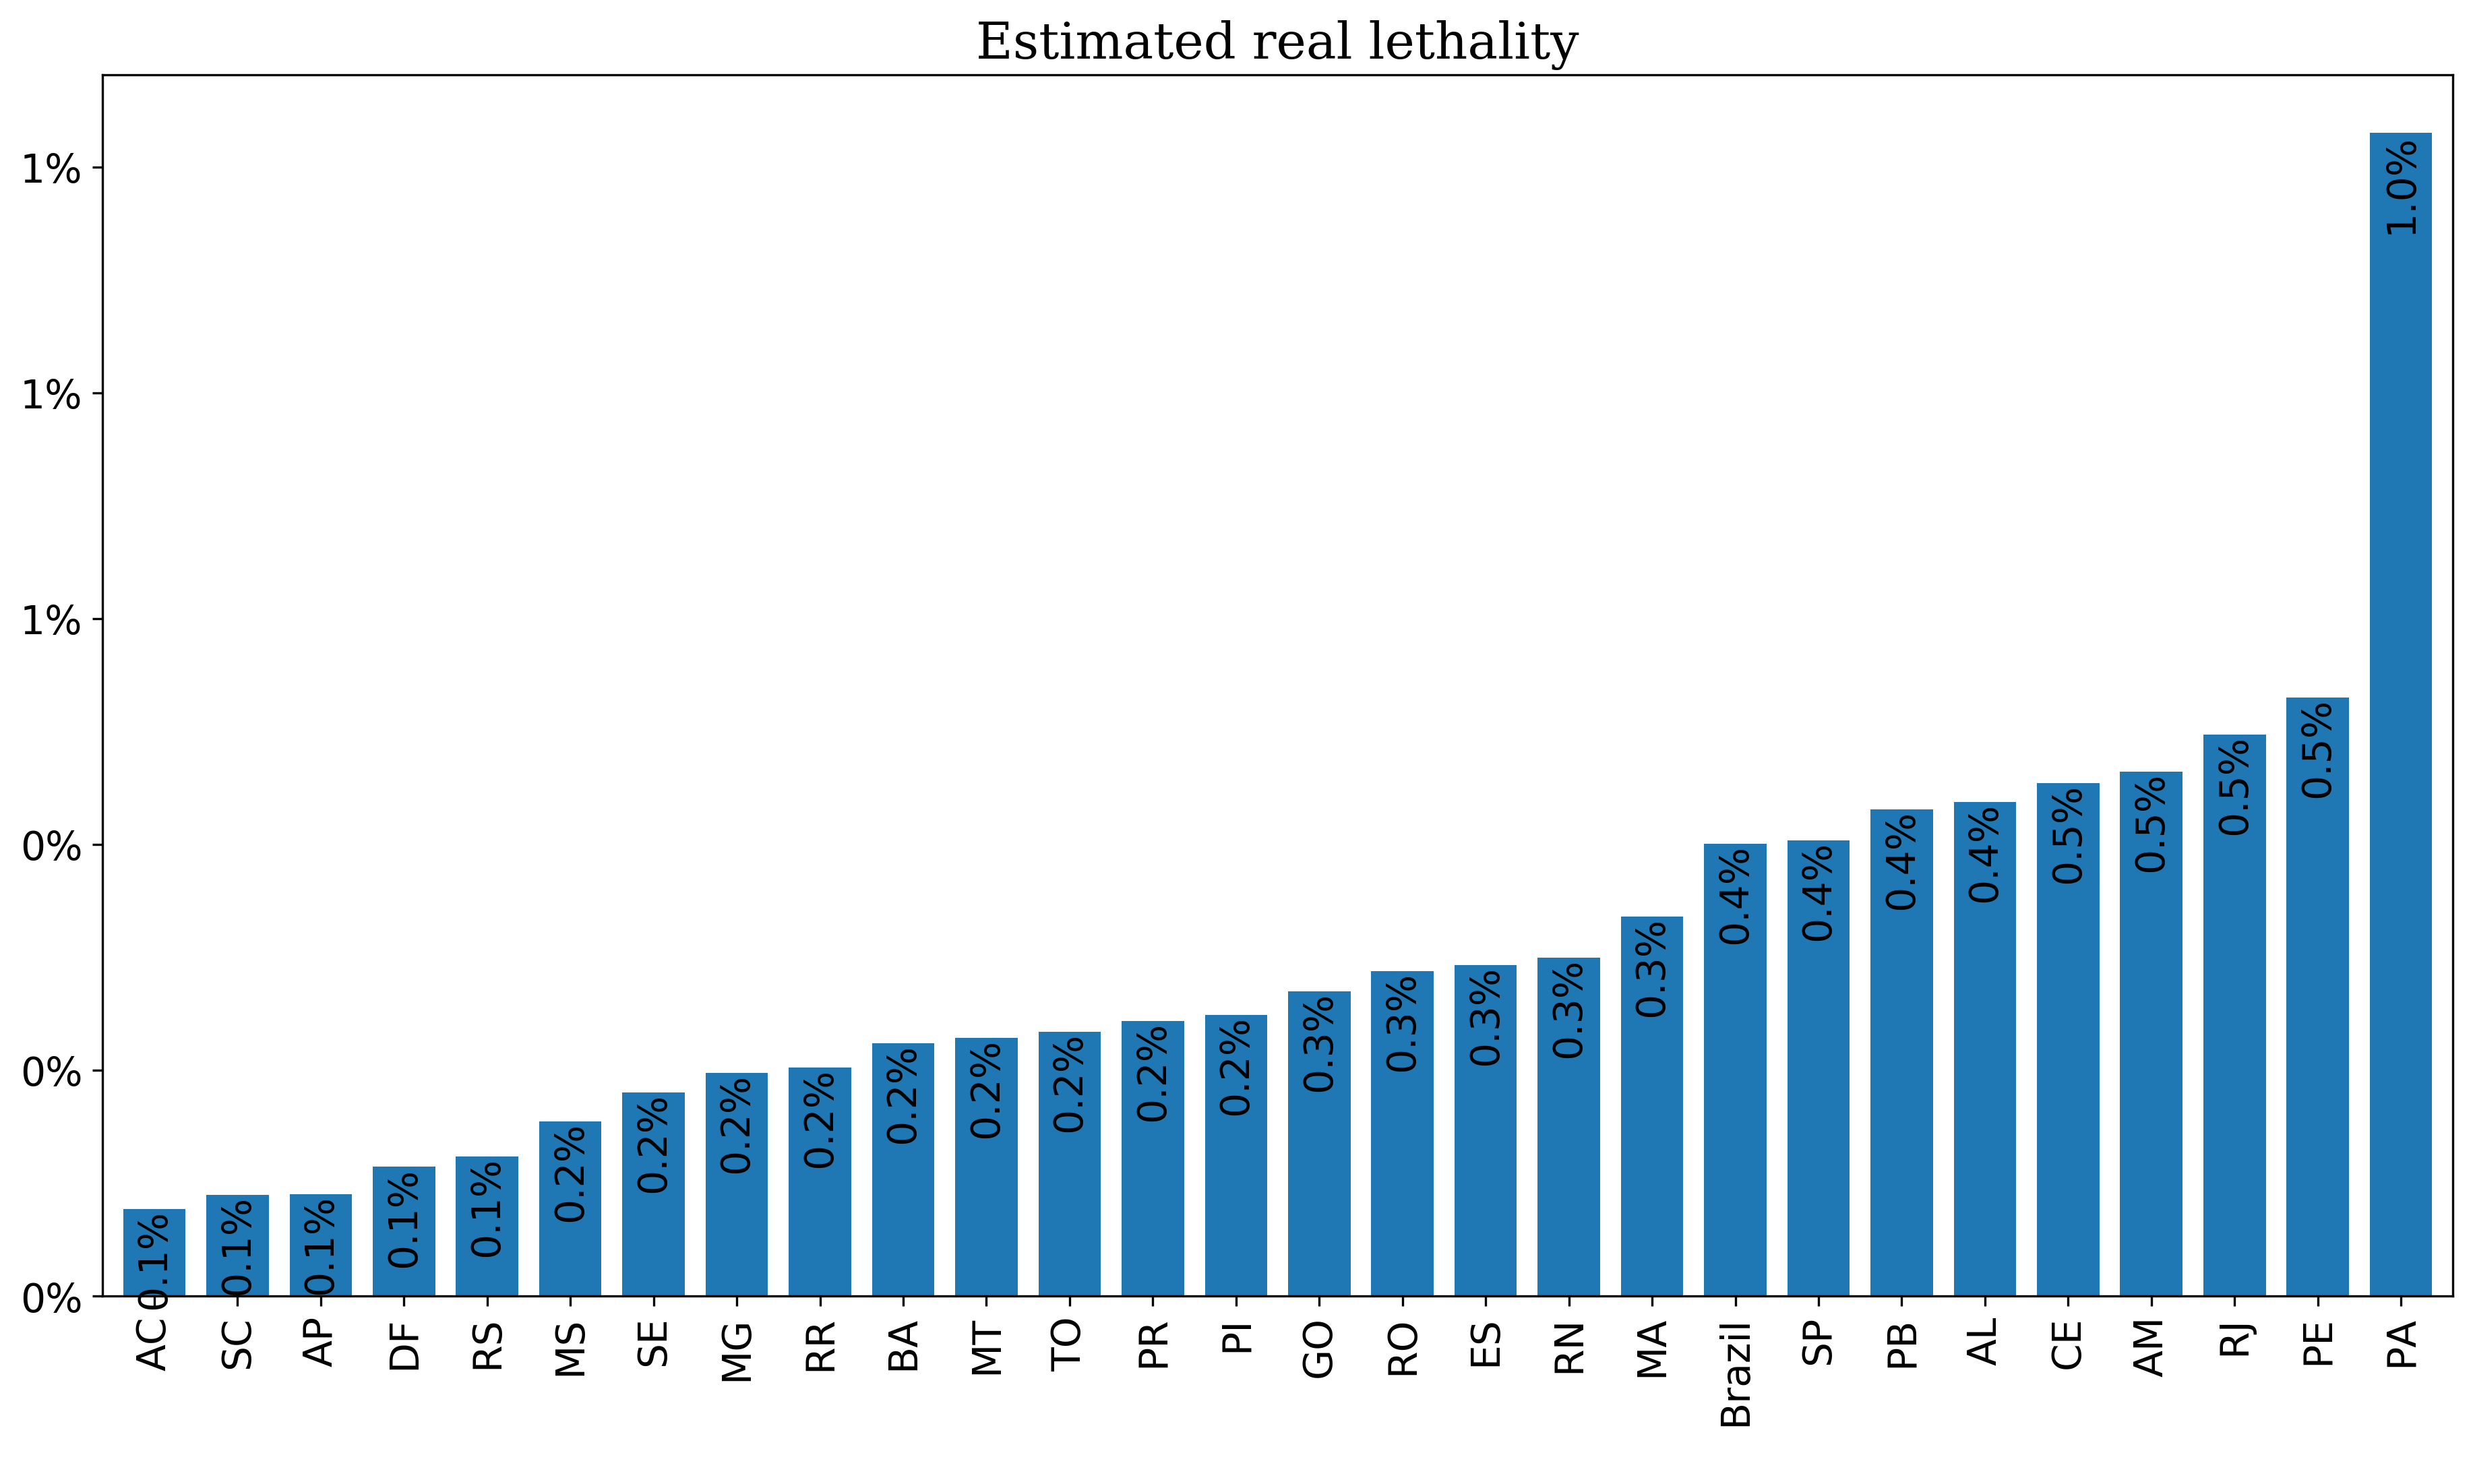 Estimated real lethality
1%
1%
1%
0%
0%
0%
0.1%
0.1%
0.1%
0.1%
0.1%
0.2%
0.2%
0.2%
0.2%
0.2%
0.2%
0.2%
0.2%
0.2%
0.3%
0.3%
0.3%
0.3%
0.3%
0.4%
0.4%
0.4%
0.4%
0.5%
0.5%
0.5%
0.5%
1.0%
AC
SC
AP
DF
RS
MS
SE
MG
RR
BA
MT
TO
PR
PI
GO
RO
ES
RN
MA
Brazil
SP
PB
AL
CE
AM
RJ
PE
PA